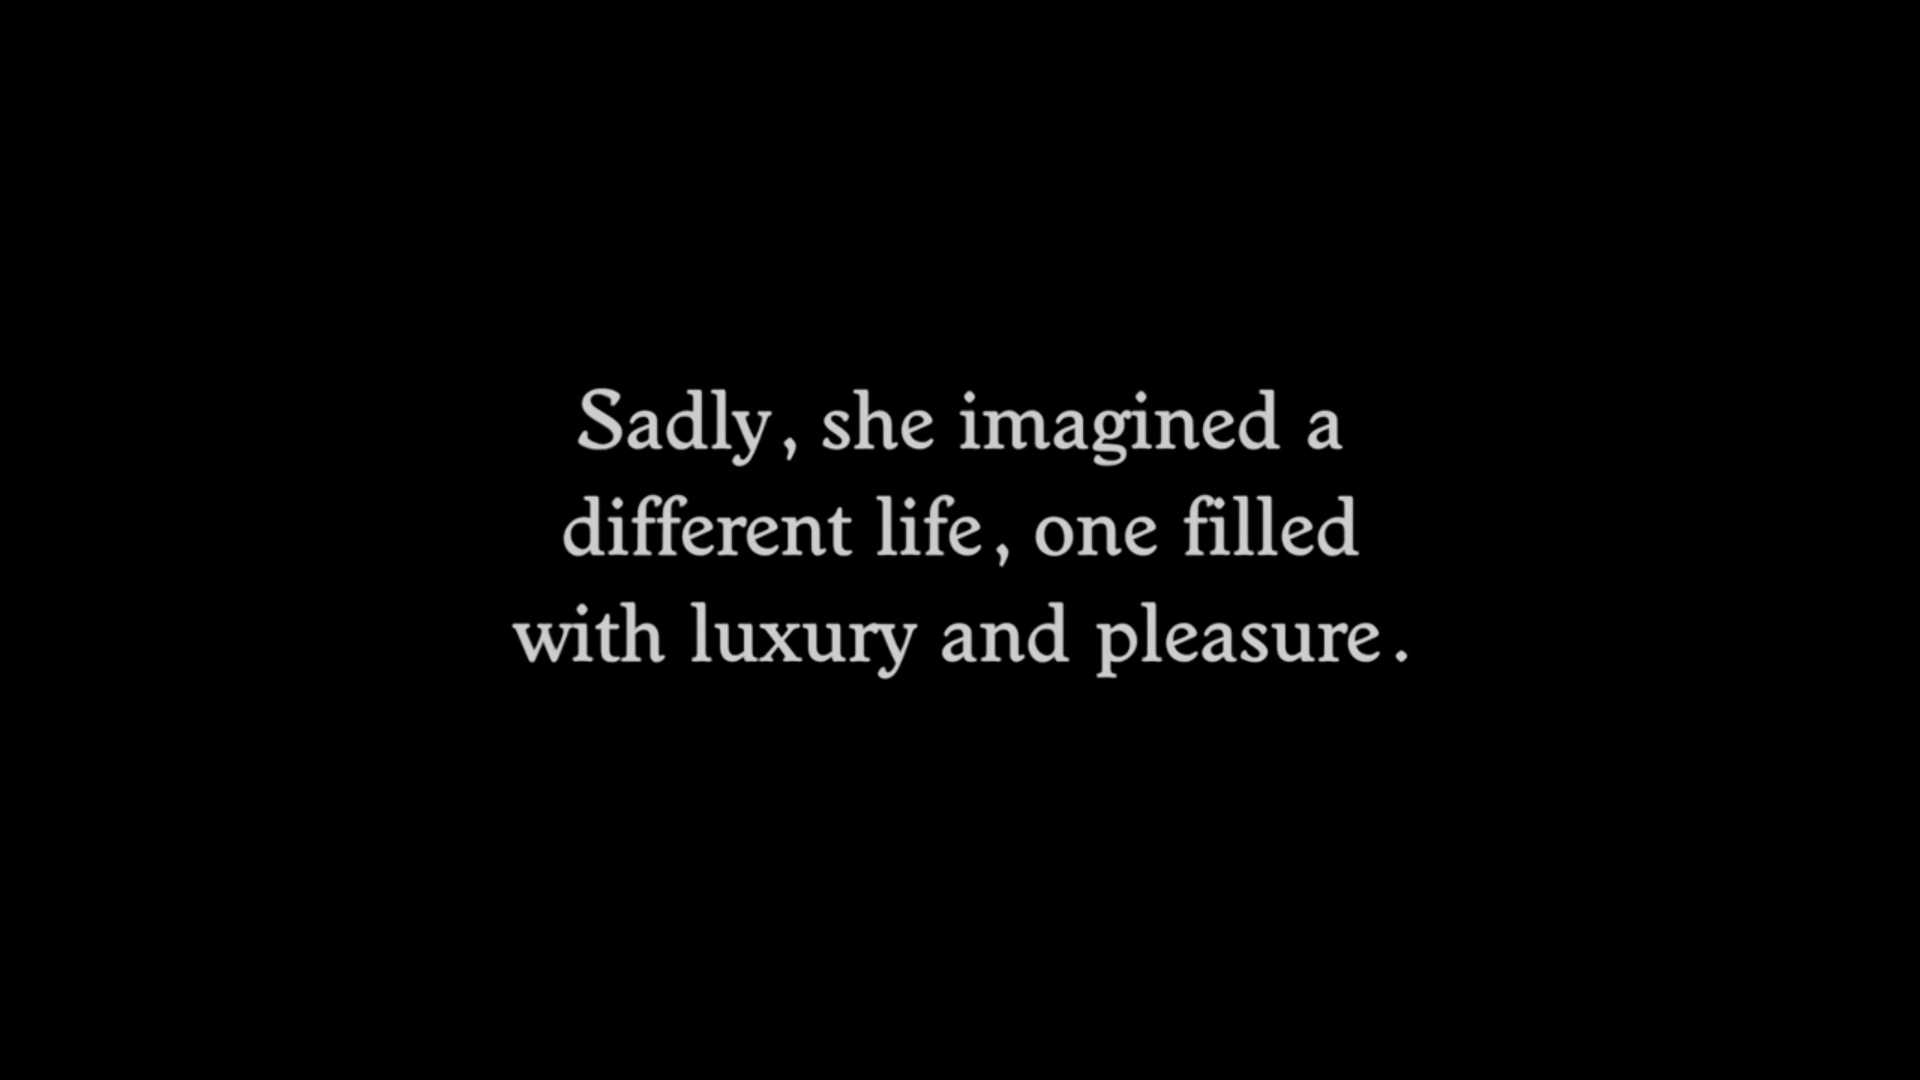 Sadly, she imagined a
different life, one filled
with luxury and pleasure.